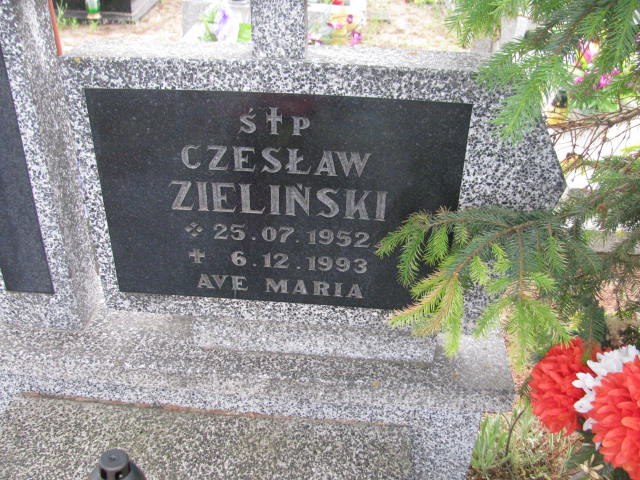 Ś✝P
CZESŁAW
ZIELIŃSKI
✣ 25.07.1952
✝ 6.12.1993
AVE MARIA